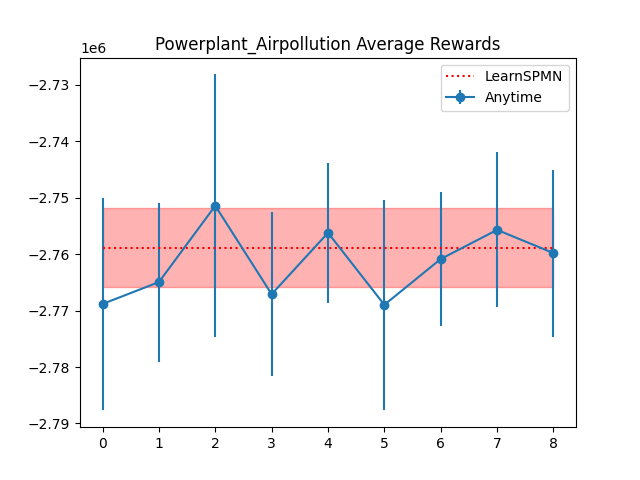 Powerplant_Airpollution Average Rewards
1e6
LearnSPMN
Anytime
−2.73
−2.74
−2.75
−2.76
−2.77
−2.78
−2.79
0 1 2 3 4 5 6 7 8